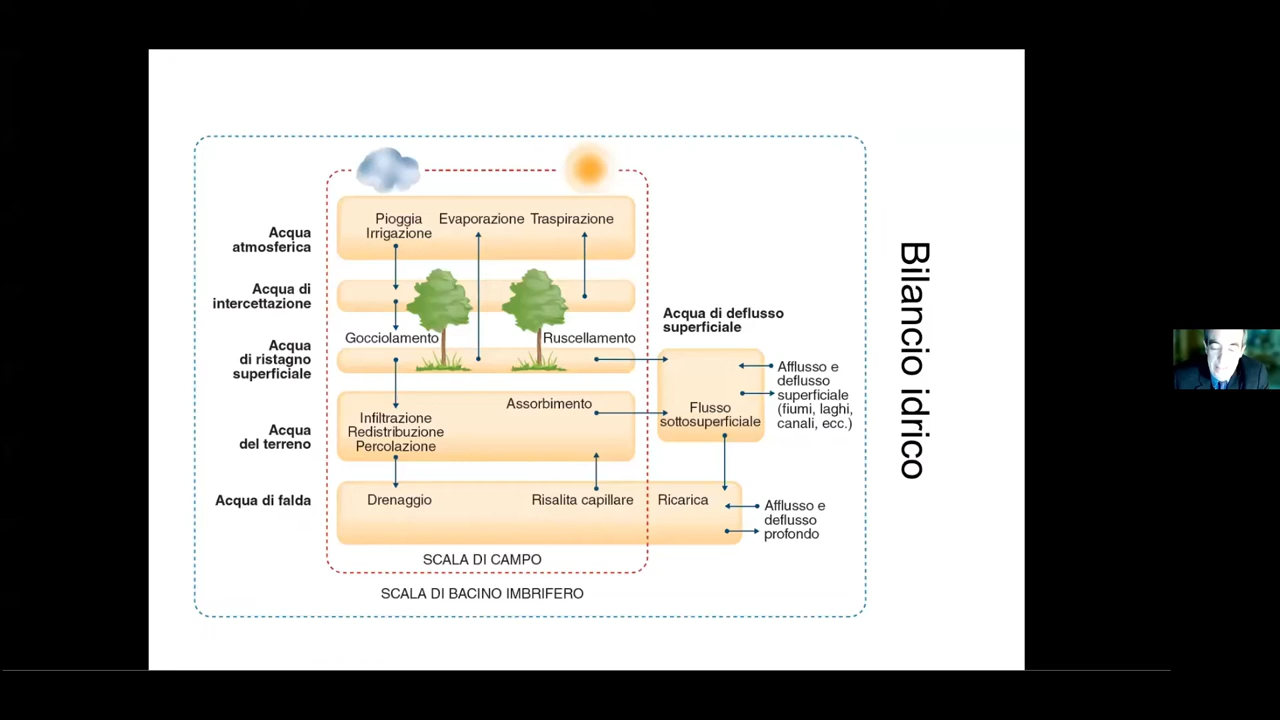 Bilancio idrico
Acqua
atmosferica
Pioggia
Irrigazione
Evaporazione
Traspirazione
Acqua di
intercettazione
Gocciolamento
Ruscellamento
Acqua
di ristagno
superficiale
Acqua di deflusso
superficiale
Afflusso e
deflusso
superficiale
(fiumi, laghi,
canali, ecc.)
Flusso
sottosuperficiale
Acqua
del terreno
Assorbimento
Infiltrazione
Redistribuzione
Percolazione
Acqua di falda
Drenaggio
Risalita capillare
Ricarica
Afflusso e
deflusso
profondo
SCALA DI CAMPO
SCALA DI BACINO IMBRIFERO